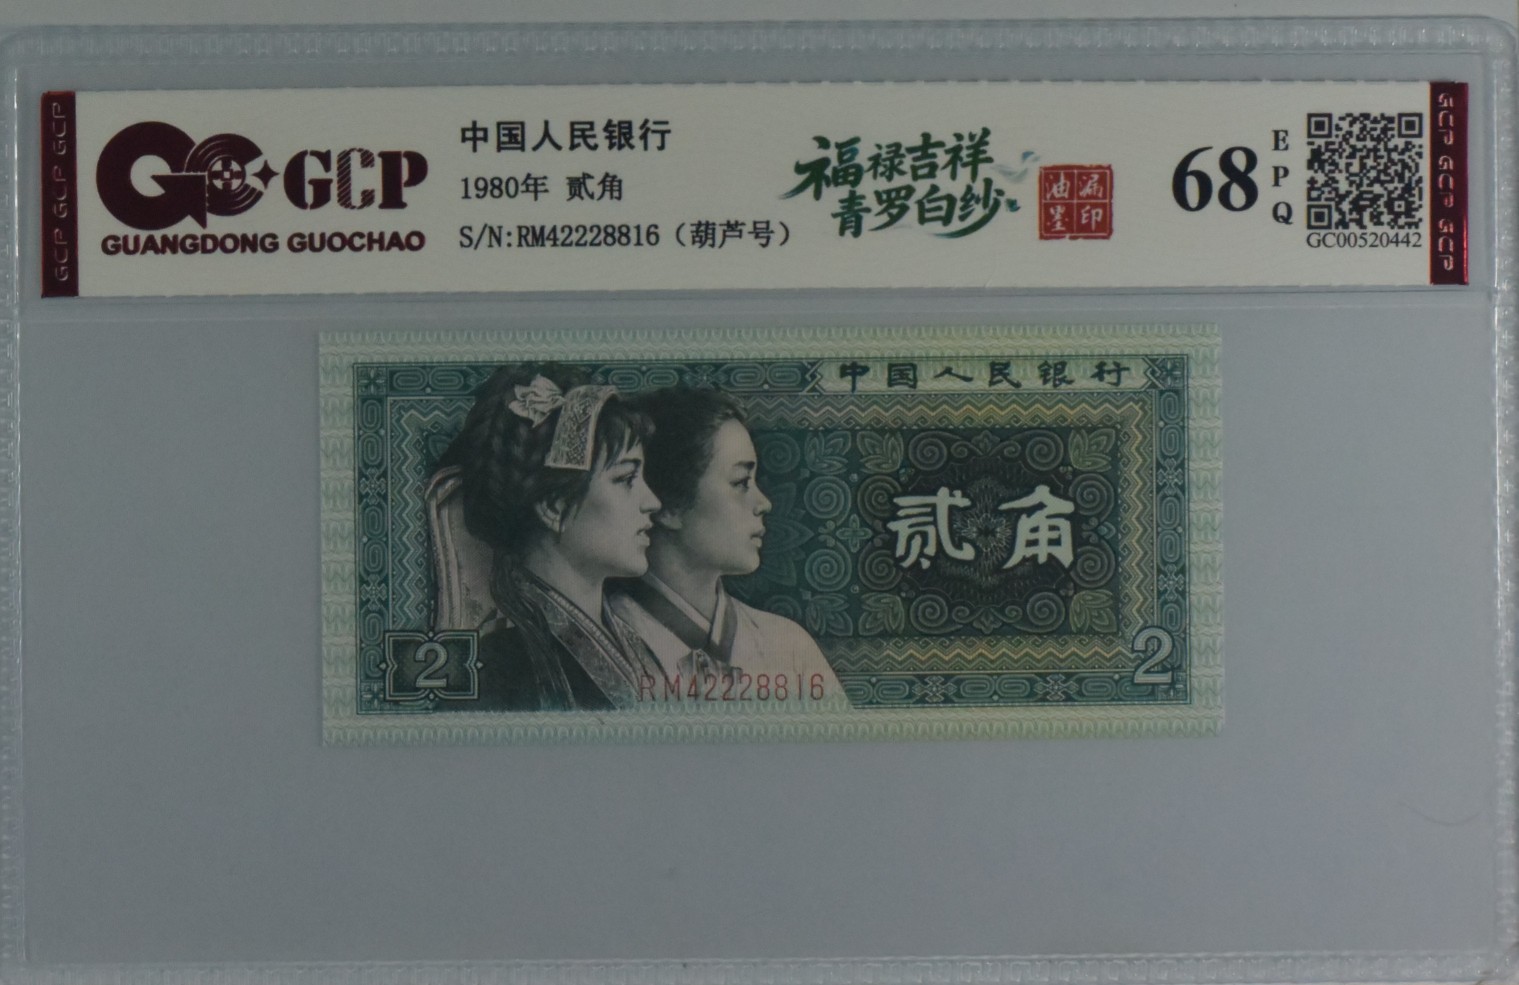 GCP GCP GCP
GCP
GUANGDONG GUOCHAO
中国人民银行
1980年 贰角
S/N:RM42228816（葫芦号）
福禄吉祥
青罗白纱
油漏
墨印
68
EPQ
GC00520442
GCP GCP GCP
中国人民银行
贰角
2
2
RM42228816